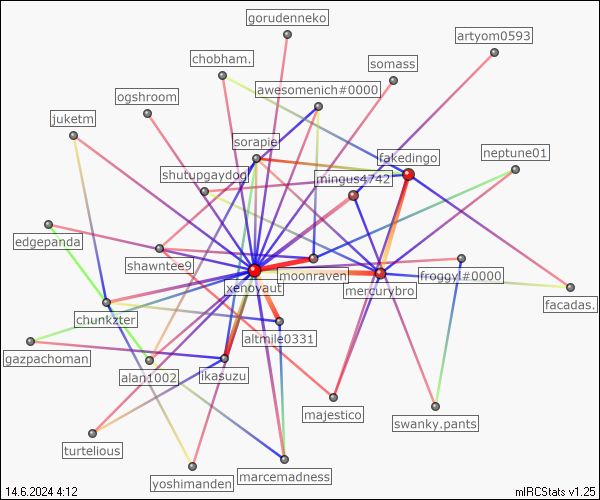 gorudenneko
artyom0593
chobham.
somass
awesomenich#0000
ogshroom
juketm
sorapie
fakedingo
neptune01
shutupgaydog
mingus4742
edgepanda
shawntee9
moonraven
froggyl#0000
xenoyaut
mercurybro
facadas.
chunkzter
altmile0331
gazpachoman
alan1002
ikasuzu
majestico
swanky.pants
turtelious
yoshimanden
marcemadness
14.6.2024 4:12
mIRCStats v1.25